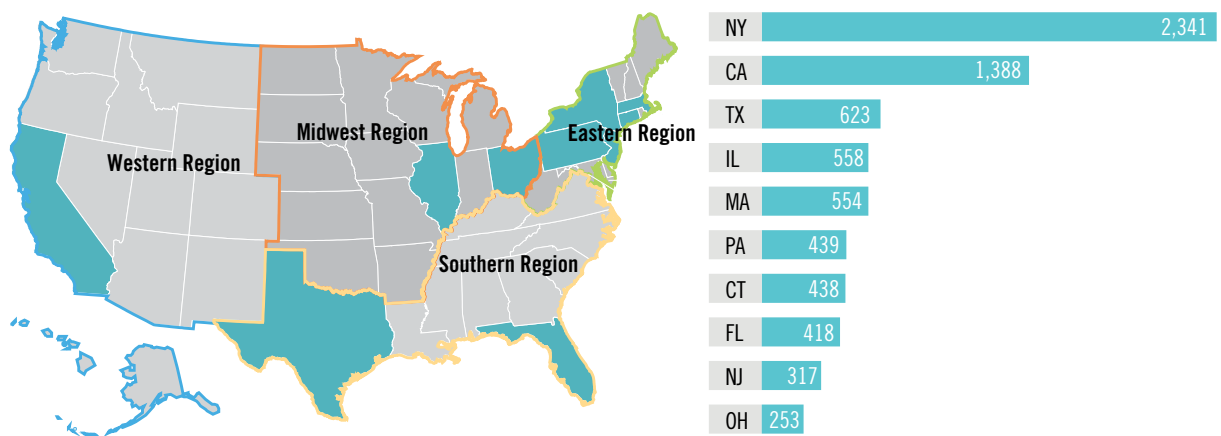 Western Region
Midwest Region
Eastern Region
Southern Region
NY 2,341
CA 1,388
TX 623
IL 558
MA 554
PA 439
CT 438
FL 418
NJ 317
OH 253